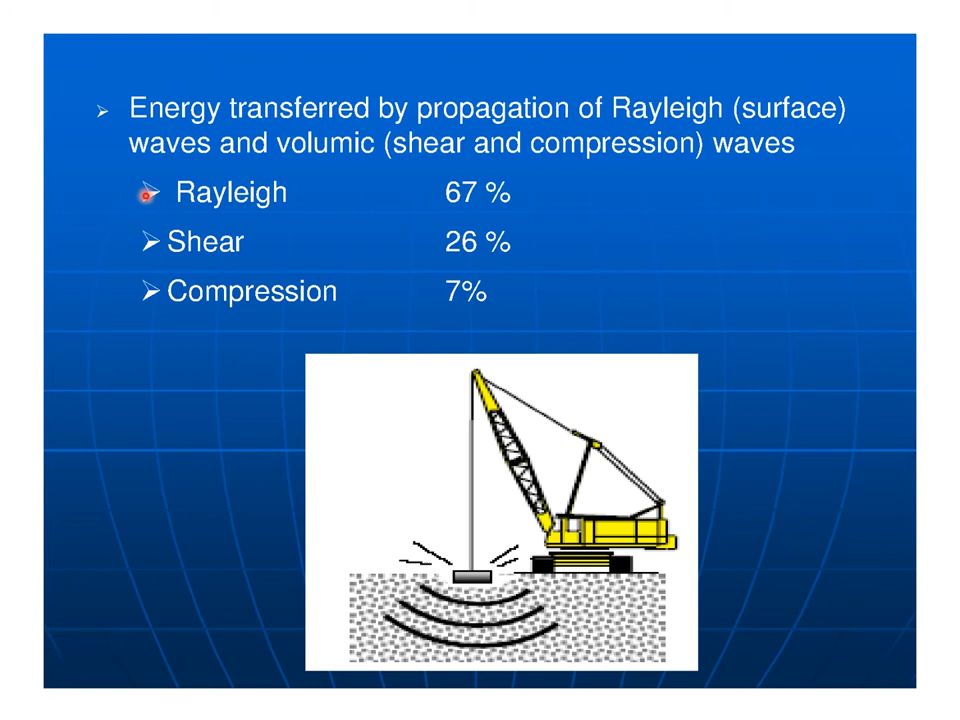 Energy transferred by propagation of Rayleigh (surface)
waves and volumic (shear and compression) waves
Rayleigh 67 %
Shear 26 %
Compression 7%